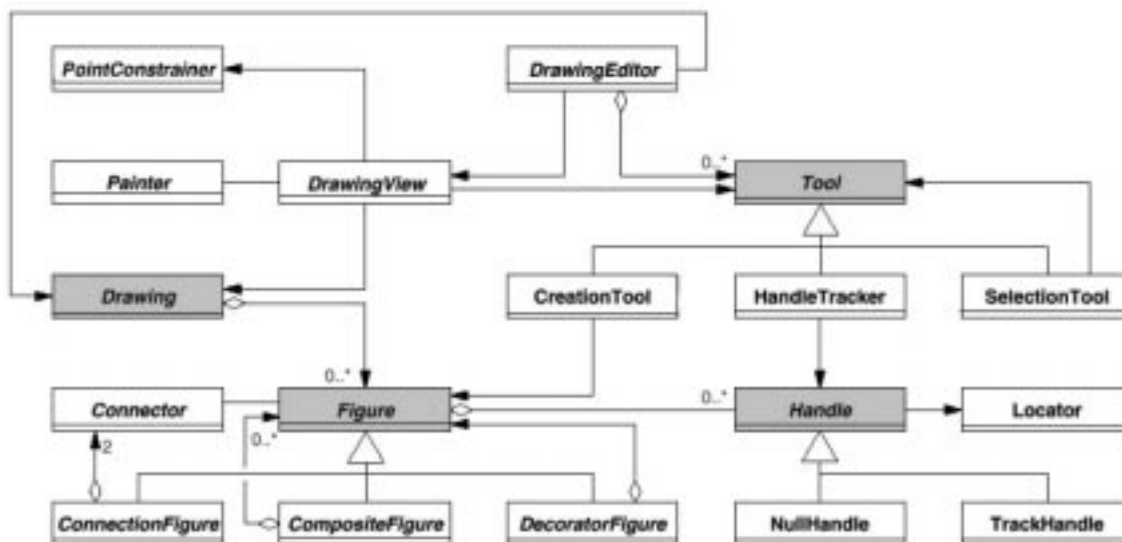 PointConstrainer
DrawingEditor
Painter
DrawingView
0..*
Tool
Drawing
CreationTool
HandleTracker
SelectionTool
0..*
Connector
Figure
0..*
Handle
Locator
0..*
2
ConnectionFigure
CompositeFigure
DecoratorFigure
NullHandle
TrackHandle